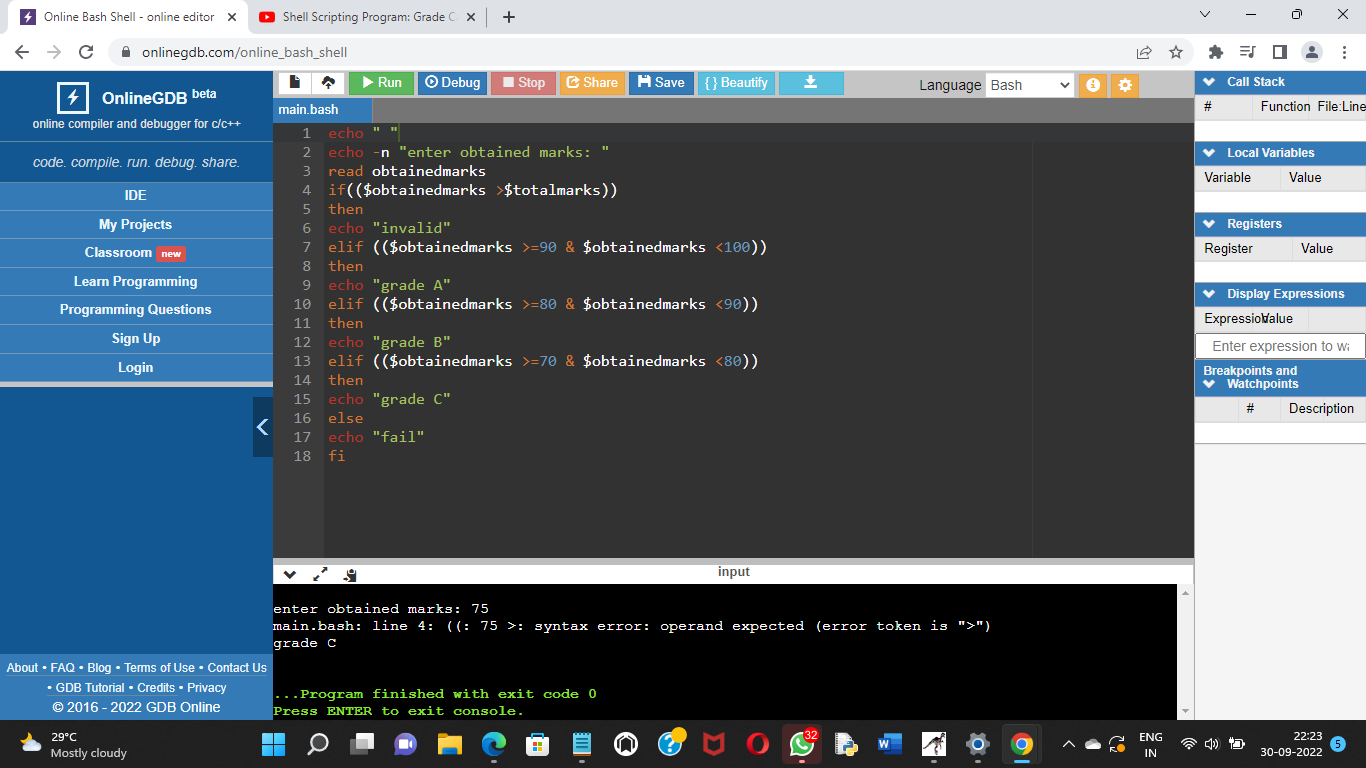 Online Bash Shell - online editor
Shell Scripting Program: Grade C
onlinegdb.com/online_bash_shell
OnlineGDB beta
online compiler and debugger for c/c++
code. compile. run. debug. share.
IDE
My Projects
Classroom new
Learn Programming
Programming Questions
Sign Up
Login
About • FAQ • Blog • Terms of Use • Contact Us
• GDB Tutorial • Credits • Privacy
© 2016 - 2022 GDB Online
Run Debug Stop Share Save { } Beautify
Language Bash
main.bash
1 echo " "
2 echo -n "enter obtained marks: "
3 read obtainedmarks
4 if(($obtainedmarks >$totalmarks))
5 then
6 echo "invalid"
7 elif (($obtainedmarks >=90 & $obtainedmarks <100))
8 then
9 echo "grade A"
10 elif (($obtainedmarks >=80 & $obtainedmarks <90))
11 then
12 echo "grade B"
13 elif (($obtainedmarks >=70 & $obtainedmarks <80))
14 then
15 echo "grade C"
16 else
17 echo "fail"
18 fi
input
enter obtained marks: 75
main.bash: line 4: ((: 75 >: syntax error: operand expected (error token is ">")
grade C
...Program finished with exit code 0
Press ENTER to exit console.
Call Stack
# Function File:Line
Local Variables
Variable Value
Registers
Register Value
Display Expressions
Expression Value
Enter expression to wa
Breakpoints and
Watchpoints
# Description
29°C
Mostly cloudy
32
ENG
IN
22:23
30-09-2022
5